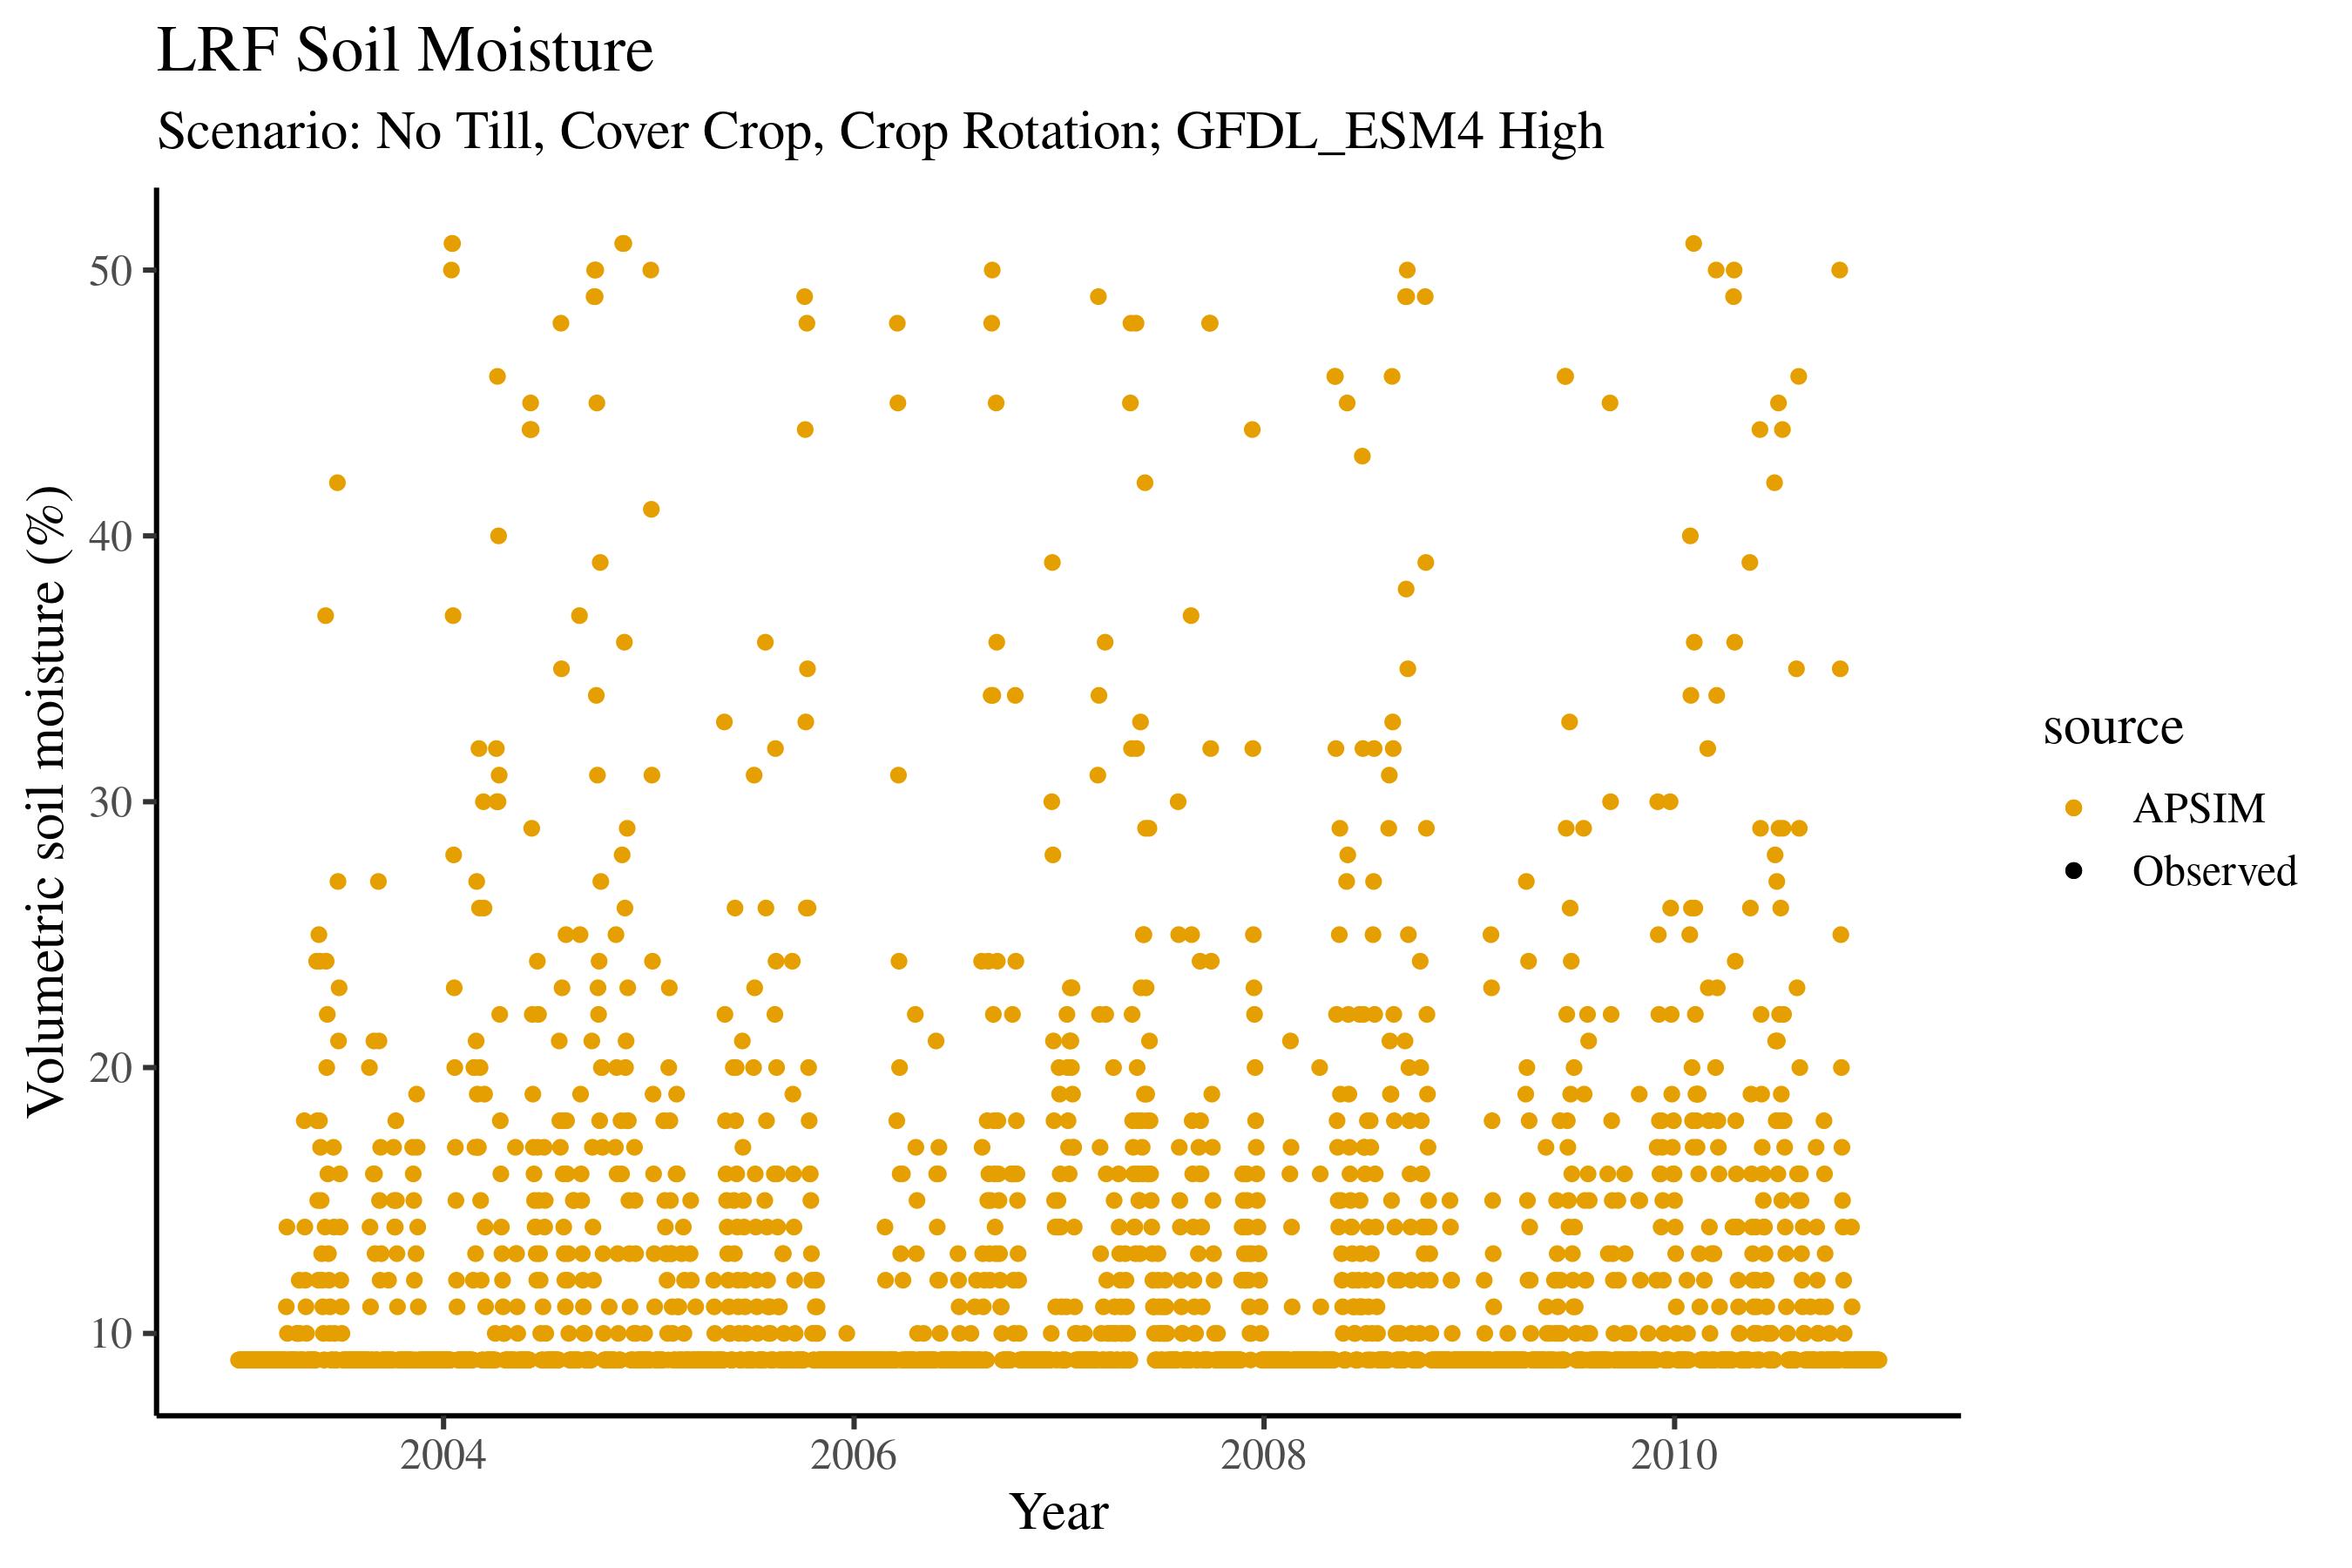 LRF Soil Moisture
Scenario: No Till, Cover Crop, Crop Rotation; GFDL_ESM4 High
Volumetric soil moisture (%)
50
40
30
20
10
2004
2006
2008
2010
Year
source
APSIM
Observed